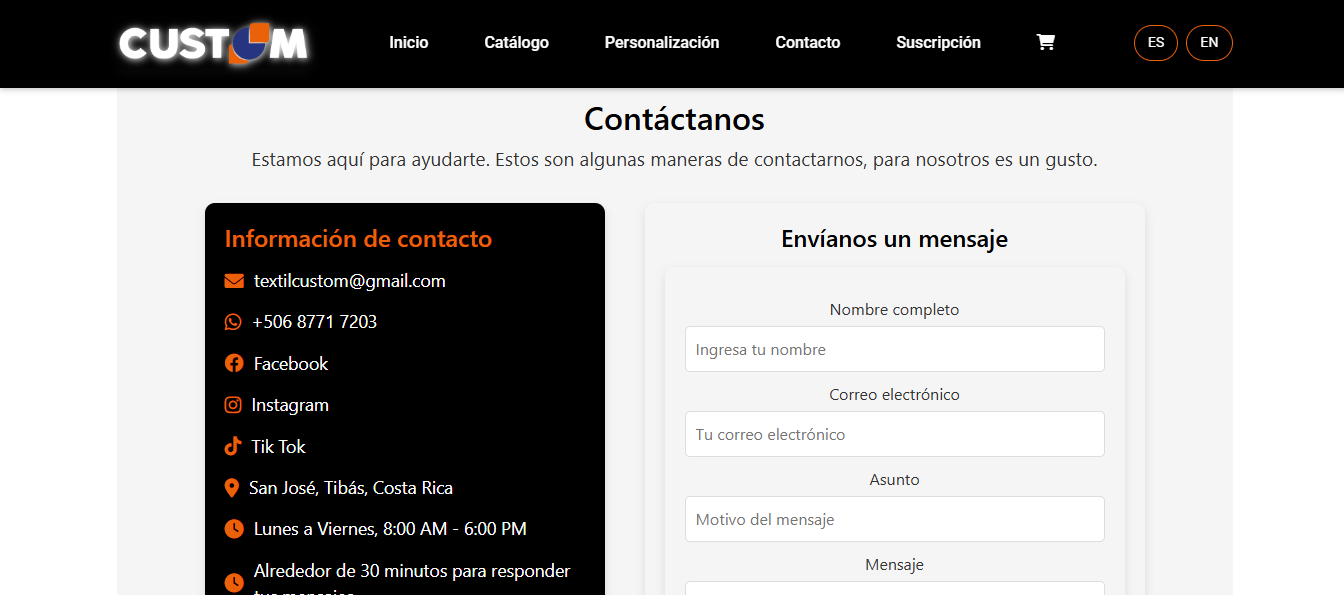 CUSTOM
Inicio
Catálogo
Personalización
Contacto
Suscripción
ES
EN
Contáctanos
Estamos aquí para ayudarte. Estos son algunas maneras de contactarnos, para nosotros es un gusto.
Información de contacto
textilcustom@gmail.com
+506 8771 7203
Facebook
Instagram
Tik Tok
San José, Tibás, Costa Rica
Lunes a Viernes, 8:00 AM - 6:00 PM
Alrededor de 30 minutos para responder
tus mensajes
Envíanos un mensaje
Nombre completo
Ingresa tu nombre
Correo electrónico
Tu correo electrónico
Asunto
Motivo del mensaje
Mensaje